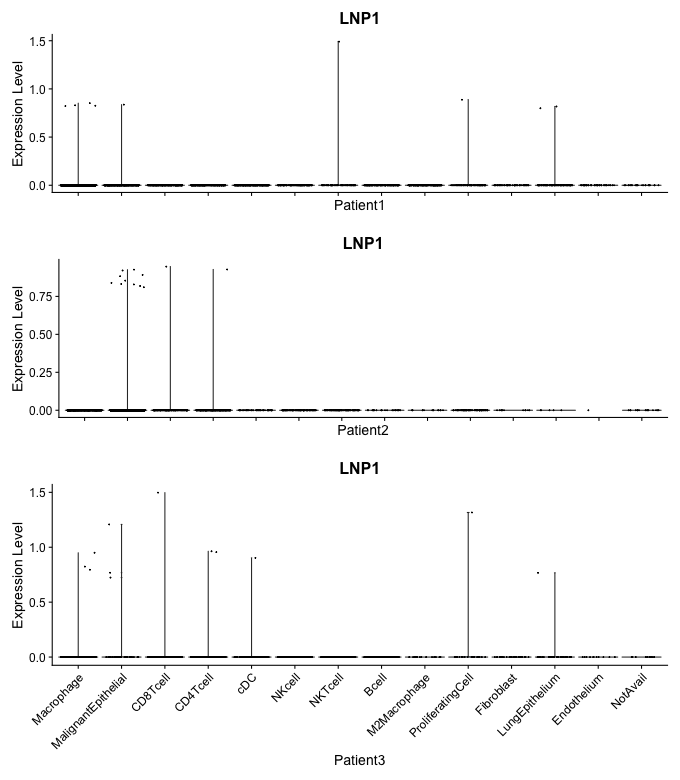 LNP1
Expression Level
1.5
1.0
0.5
0.0
Patient1
LNP1
Expression Level
0.75
0.50
0.25
0.00
Patient2
LNP1
Expression Level
1.5
1.0
0.5
0.0
Macrophage
MalignantEpithelial
CD8Tcell
CD4Tcell
cDC
NKcell
NKTcell
Bcell
M2Macrophage
ProliferatingCell
Fibroblast
LungEpithelium
Endothelium
NotAvail
Patient3